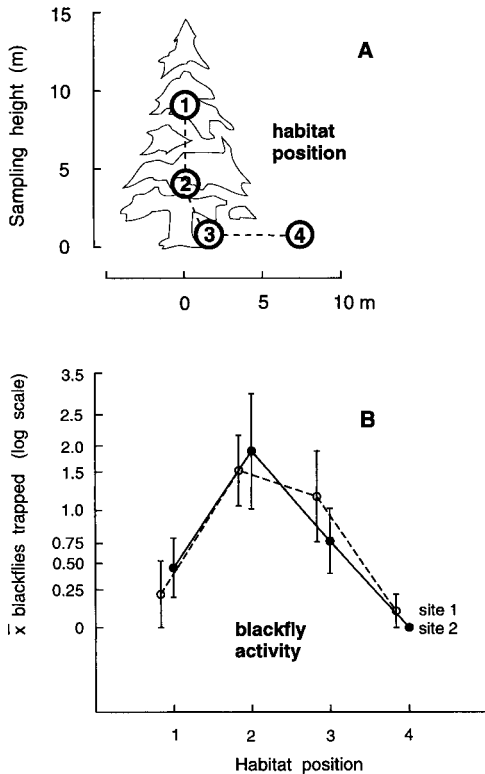 15
A
Sampling height (m)
10
1
habitat
position
5
2
3
4
0
0
5
10 m
3.5
B
2.5
2.0
1.5
1.0
0.75
0.50
0.25
0
x̄ blackflies trapped (log scale)
site 1
site 2
blackfly
activity
1
2
3
4
Habitat position